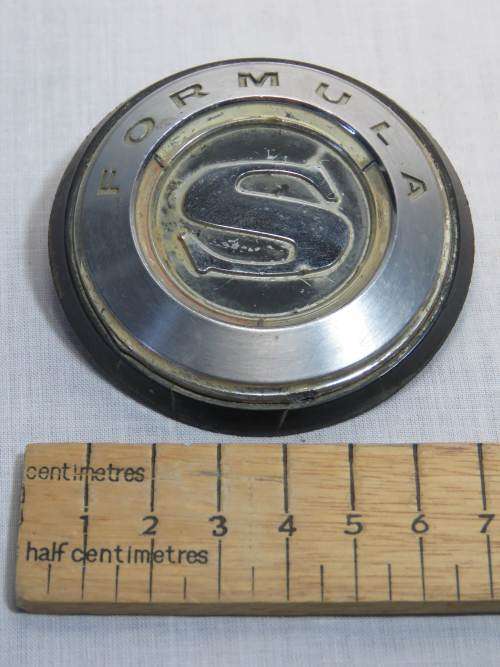 FORMULA
S
centimetres
1 2 3 4 5 6 7
half centimetres